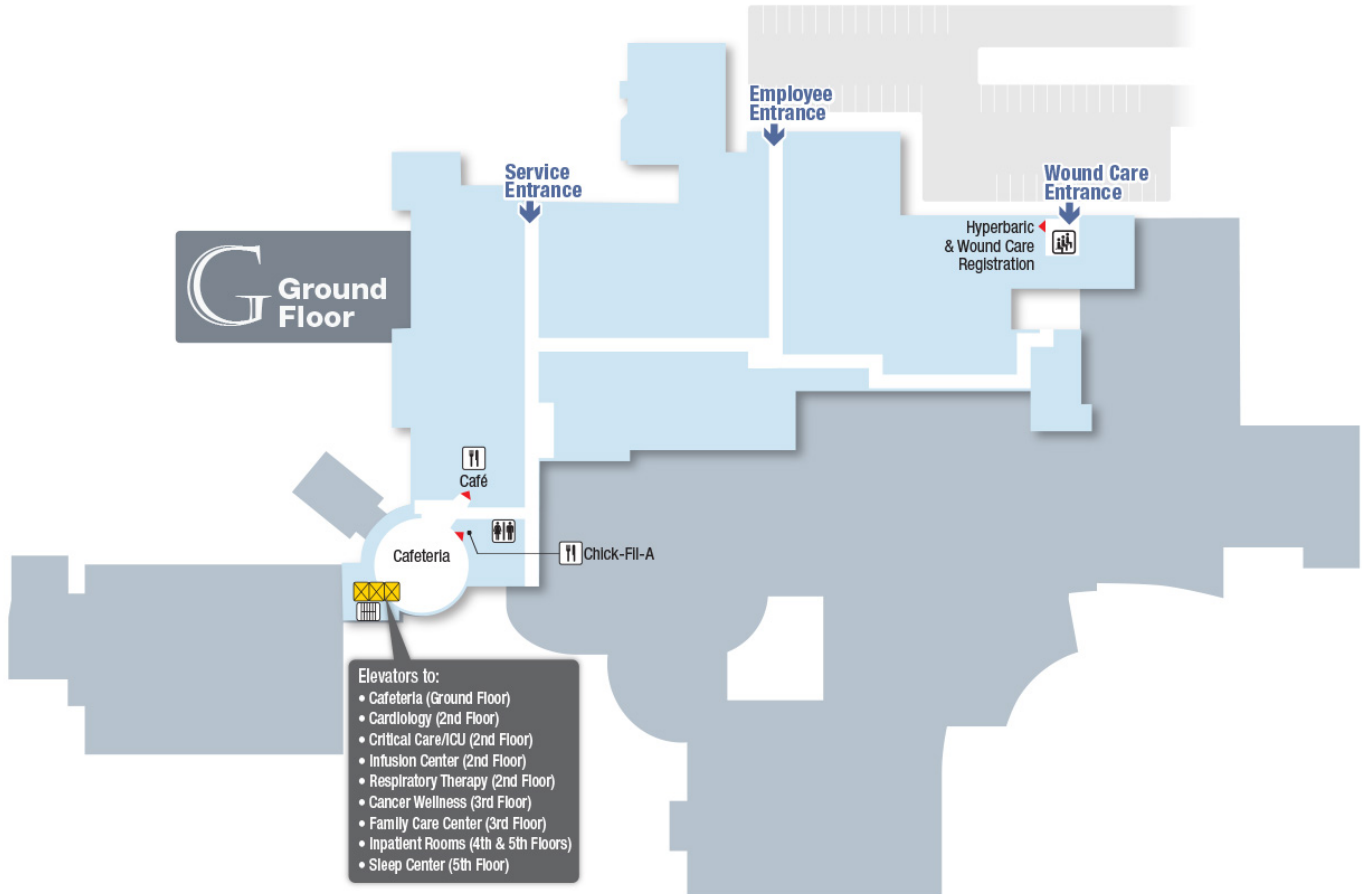 Employee
Entrance
Service
Entrance
Wound Care
Entrance
Hyperbaric
& Wound Care
Registration
G Ground
Floor
Café
Cafeteria
Chick-Fil-A
Elevators to:
• Cafeteria (Ground Floor)
• Cardiology (2nd Floor)
• Critical Care/ICU (2nd Floor)
• Infusion Center (2nd Floor)
• Respiratory Therapy (2nd Floor)
• Cancer Wellness (3rd Floor)
• Family Care Center (3rd Floor)
• Inpatient Rooms (4th & 5th Floors)
• Sleep Center (5th Floor)